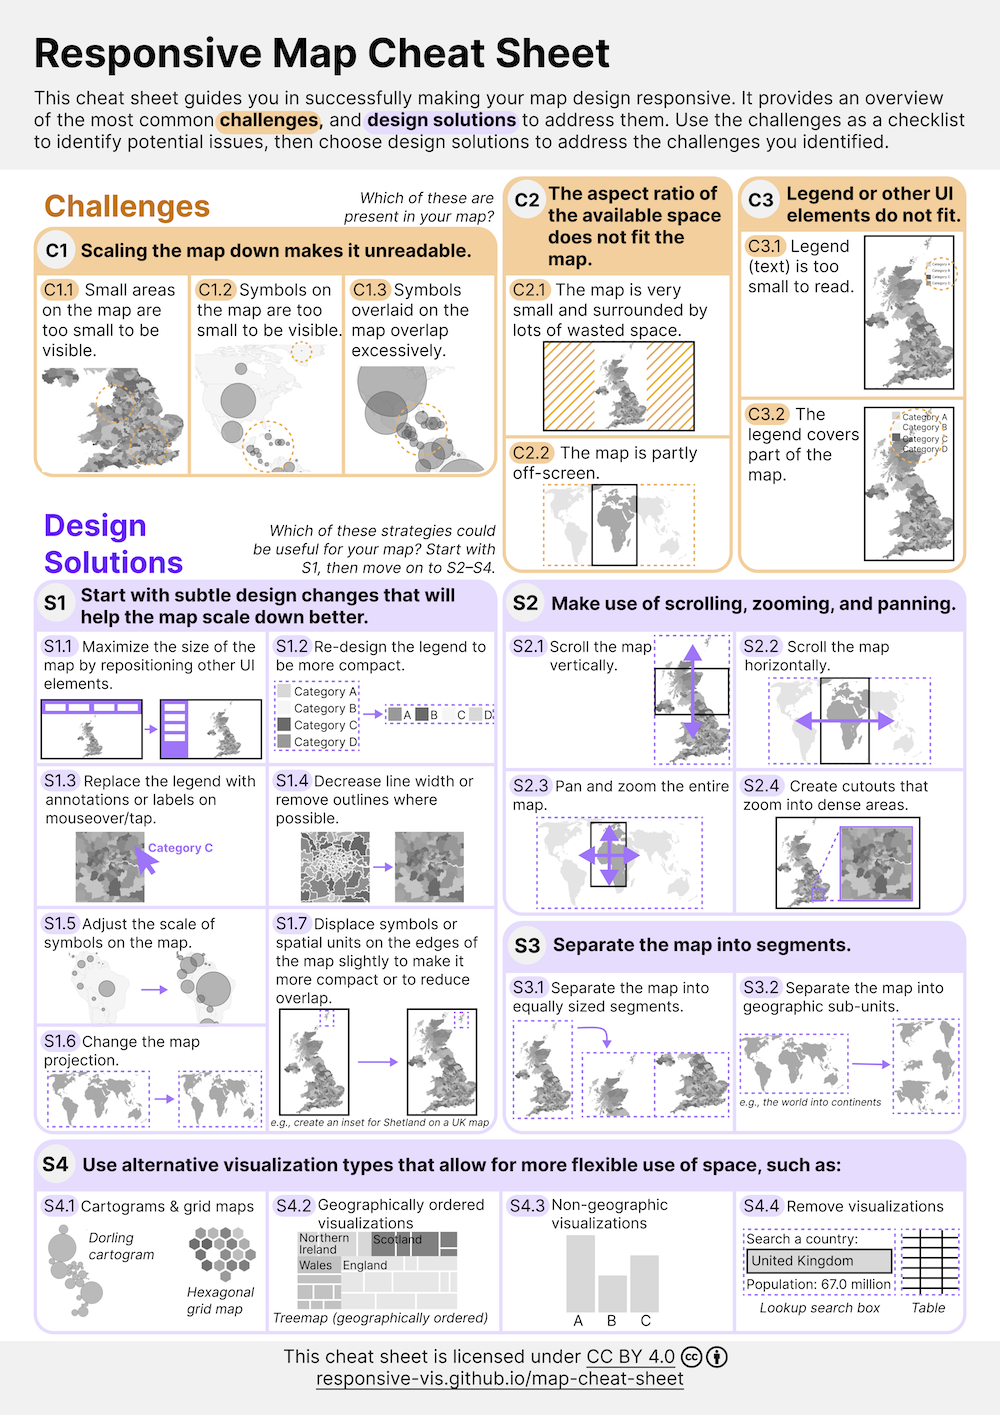 Responsive Map Cheat Sheet
This cheat sheet guides you in successfully making your map design responsive. It provides an overview
of the most common challenges, and design solutions to address them. Use the challenges as a checklist
to identify potential issues, then choose design solutions to address the challenges you identified.
Challenges
Which of these are
present in your map?
C1 Scaling the map down makes it unreadable.
C1.1 Small areas
on the map are
too small to be
visible.
C1.2 Symbols on
the map are too
small to be visible.
C1.3 Symbols
overlaid on the
map overlap
excessively.
C2 The aspect ratio of
the available space
does not fit the
map.
C2.1 The map is very
small and surrounded by
lots of wasted space.
C2.2 The map is partly
off-screen.
C3 Legend or other UI
elements do not fit.
C3.1 Legend
(text) is too
small to read.
Category A
Category B
Category C
Category D
C3.2 The
legend covers
part of the
map.
Category A
Category B
Category C
Category D
Design
Solutions
Which of these strategies could
be useful for your map? Start with
S1, then move on to S2–S4.
S1 Start with subtle design changes that will
help the map scale down better.
S1.1 Maximize the size of the
map by repositioning other UI
elements.
S1.2 Re-design the legend to
be more compact.
Category A
Category B
Category C
Category D
A B C D
S1.3 Replace the legend with
annotations or labels on
mouseover/tap.
Category C
S1.4 Decrease line width or
remove outlines where
possible.
S1.5 Adjust the scale of
symbols on the map.
S1.6 Change the map
projection.
S1.7 Displace symbols or
spatial units on the edges of
the map slightly to make it
more compact or to reduce
overlap.
e.g., create an inset for Shetland on a UK map
S2 Make use of scrolling, zooming, and panning.
S2.1 Scroll the map
vertically.
S2.2 Scroll the map
horizontally.
S2.3 Pan and zoom the entire
map.
S2.4 Create cutouts that
zoom into dense areas.
S3 Separate the map into segments.
S3.1 Separate the map into
equally sized segments.
S3.2 Separate the map into
geographic sub-units.
e.g., the world into continents
S4 Use alternative visualization types that allow for more flexible use of space, such as:
S4.1 Cartograms & grid maps
Dorling
cartogram
Hexagonal
grid map
S4.2 Geographically ordered
visualizations
Northern
Ireland
Scotland
Wales
England
Treemap (geographically ordered)
S4.3 Non-geographic
visualizations
A B C
S4.4 Remove visualizations
Search a country:
United Kingdom
Population: 67.0 million
Lookup search box
Table
This cheat sheet is licensed under CC BY 4.0 cc
responsive-vis.github.io/map-cheat-sheet